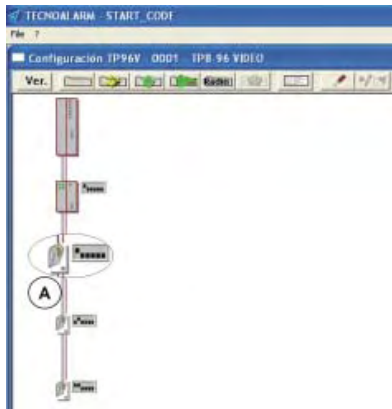 TECNOALARM - START_CODE
File ?
Configuración TP96V - 0001 - TP8-96 VIDEO
Ver.
A